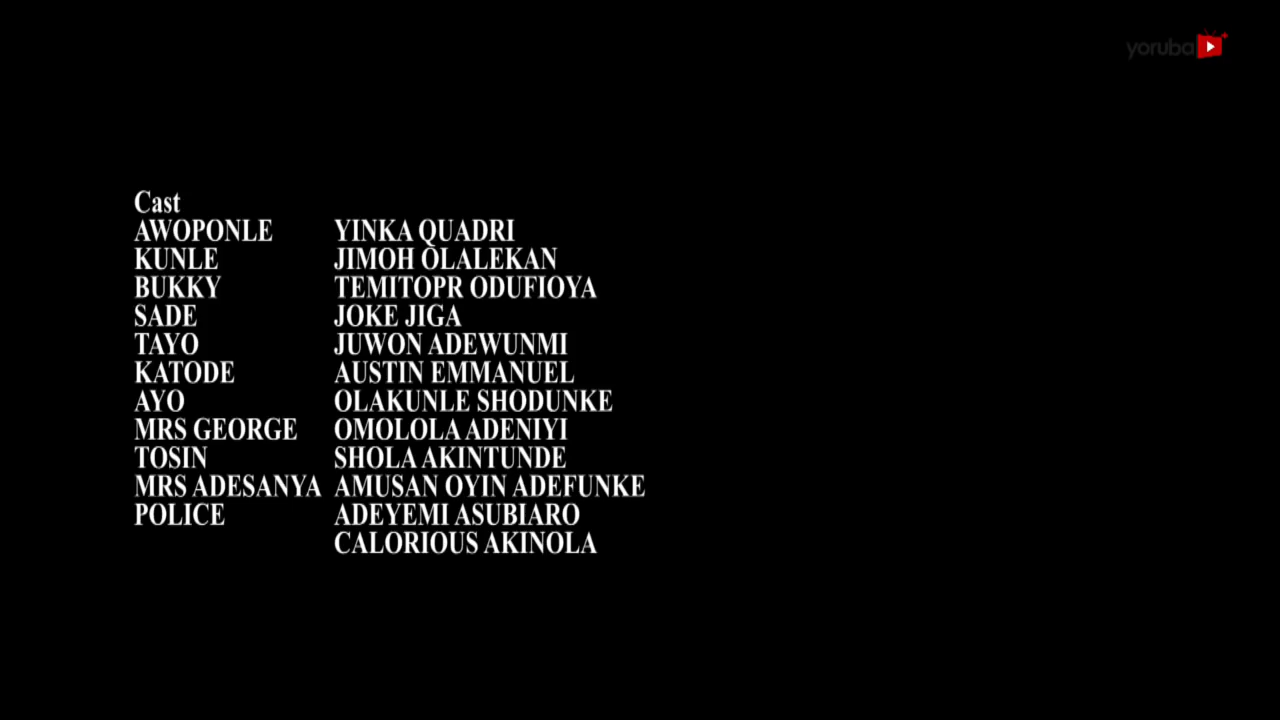 yoruba
Cast
AWOPONLE YINKA QUADRI
KUNLE JIMOH OLALEKAN
BUKKY TEMITOPR ODUFIOYA
SADE JOKE JIGA
TAYO JUWON ADEWUNMI
KATODE AUSTIN EMMANUEL
AYO OLAKUNLE SHODUNKE
MRS GEORGE OMOLOLA ADENIYI
TOSIN SHOLA AKINTUNDE
MRS ADESANYA AMUSAN OYIN ADEFUNKE
POLICE ADEYEMI ASUBIARO
CALORIOUS AKINOLA